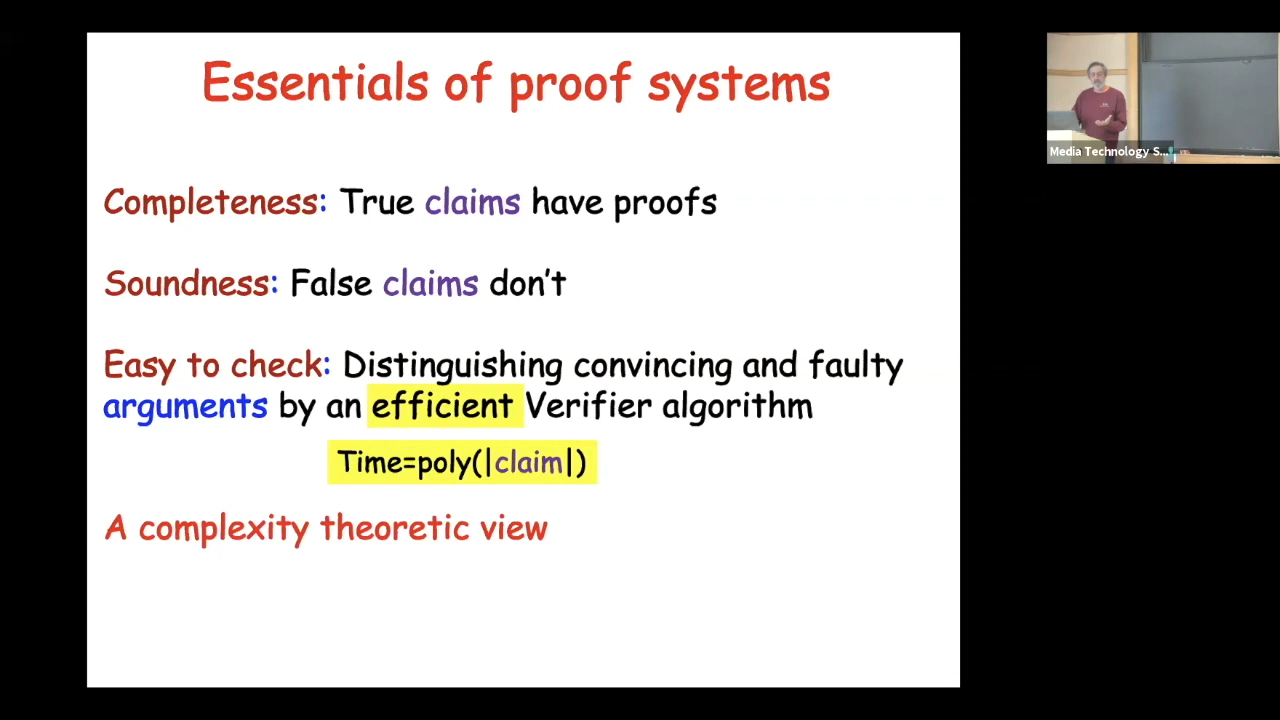 Essentials of proof systems
Completeness: True claims have proofs
Soundness: False claims don't
Easy to check: Distinguishing convincing and faulty
arguments by an efficient Verifier algorithm
Time=poly(|claim|)
A complexity theoretic view
Media Technology S...